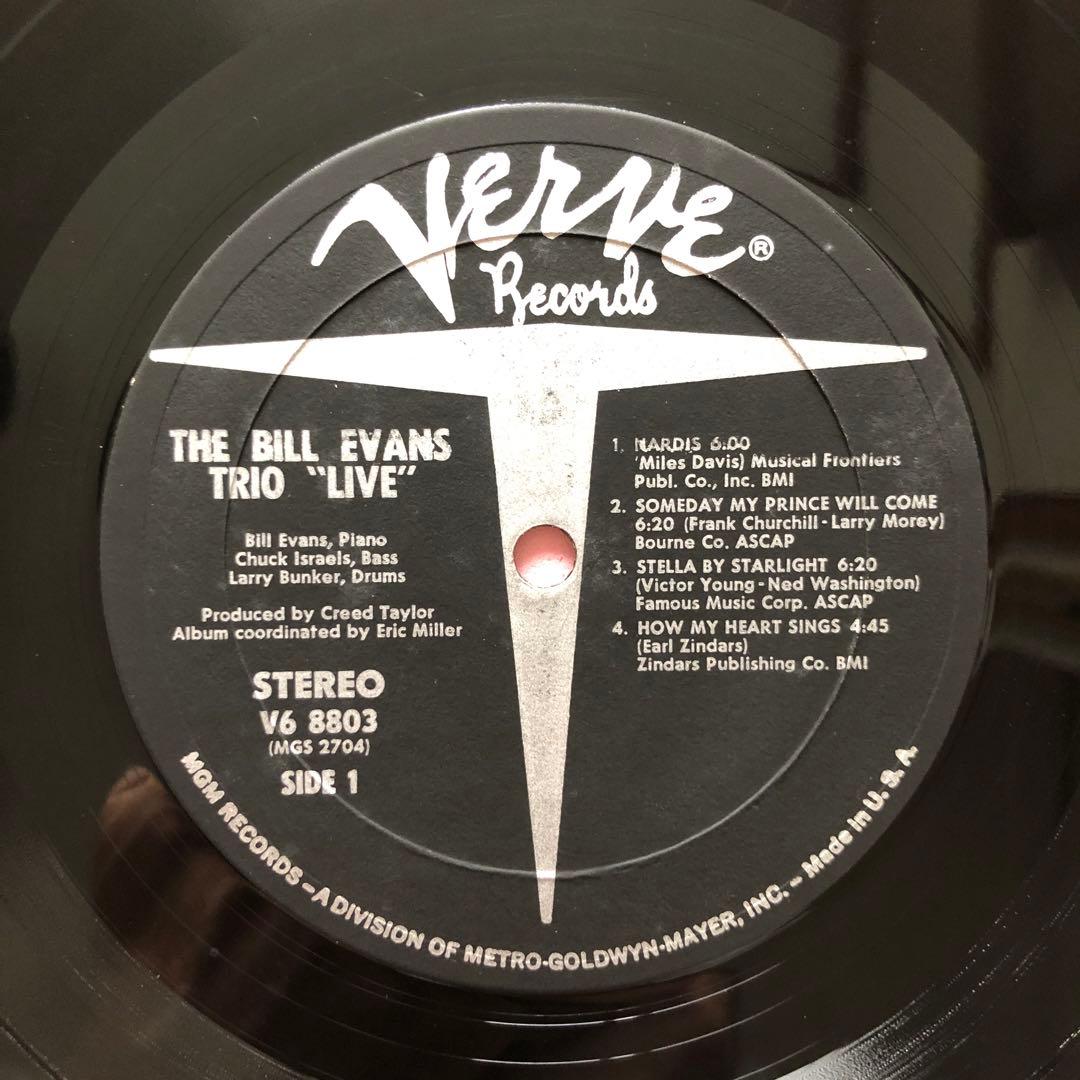 Verve®
Records
THE BILL EVANS
TRIO "LIVE"
Bill Evans, Piano
Chuck Israels, Bass
Larry Bunker, Drums
Produced by Creed Taylor
Album coordinated by Eric Miller
STEREO
V6 8803
(MGS 2704)
SIDE 1
1. NARDIS 6:00
'Miles Davis) Musical Frontiers
Publ. Co., Inc. BMI
2. SOMEDAY MY PRINCE WILL COME
6:20 (Frank Churchill - Larry Morey)
Bourne Co. ASCAP
3. STELLA BY STARLIGHT 6:20
(Victor Young - Ned Washington)
Famous Music Corp. ASCAP
4. HOW MY HEART SINGS 4:45
(Earl Zindars)
Zindars Publishing Co. BMI
MGM RECORDS – A DIVISION OF METRO-GOLDWYN-MAYER, INC. – Made in U. S. A.